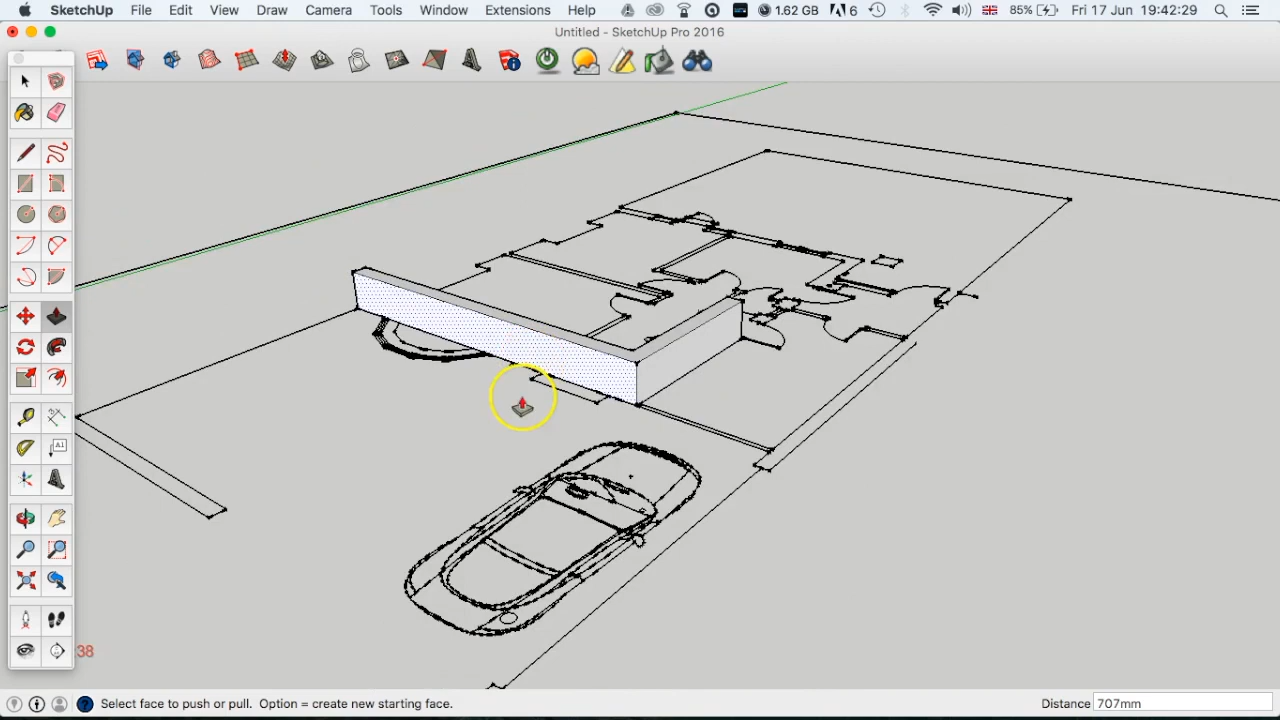 SketchUp File Edit View Draw Camera Tools Window Extensions Help 1.62 GB 6 85% Fri 17 Jun 19:42:29
Untitled - SketchUp Pro 2016
A1
38
Select face to push or pull. Option = create new starting face. Distance 707mm